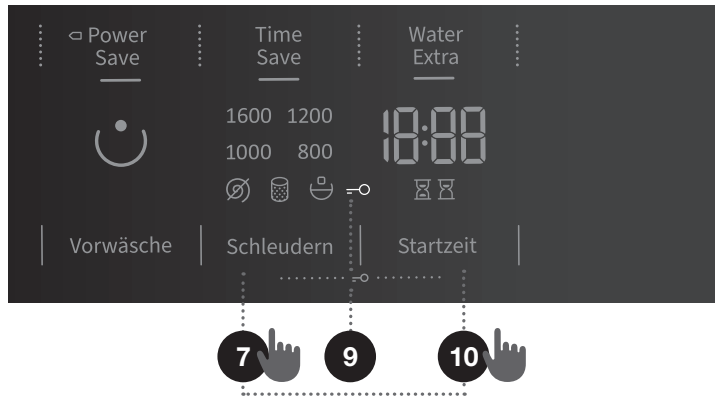 Power
Save
Time
Save
Water
Extra
1600 1200
1000 800
18:88
Vorwäsche
Schleudern
Startzeit
7
9
10